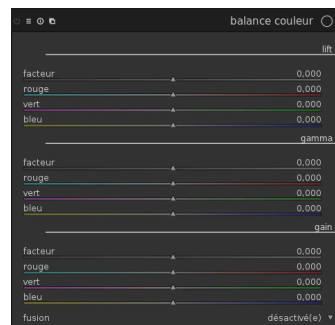 balance couleur
lift
facteur 0,000
rouge 0,000
vert 0,000
bleu 0,000
gamma
facteur 0,000
rouge 0,000
vert 0,000
bleu 0,000
gain
facteur 0,000
rouge 0,000
vert 0,000
bleu 0,000
fusion désactivé(e)